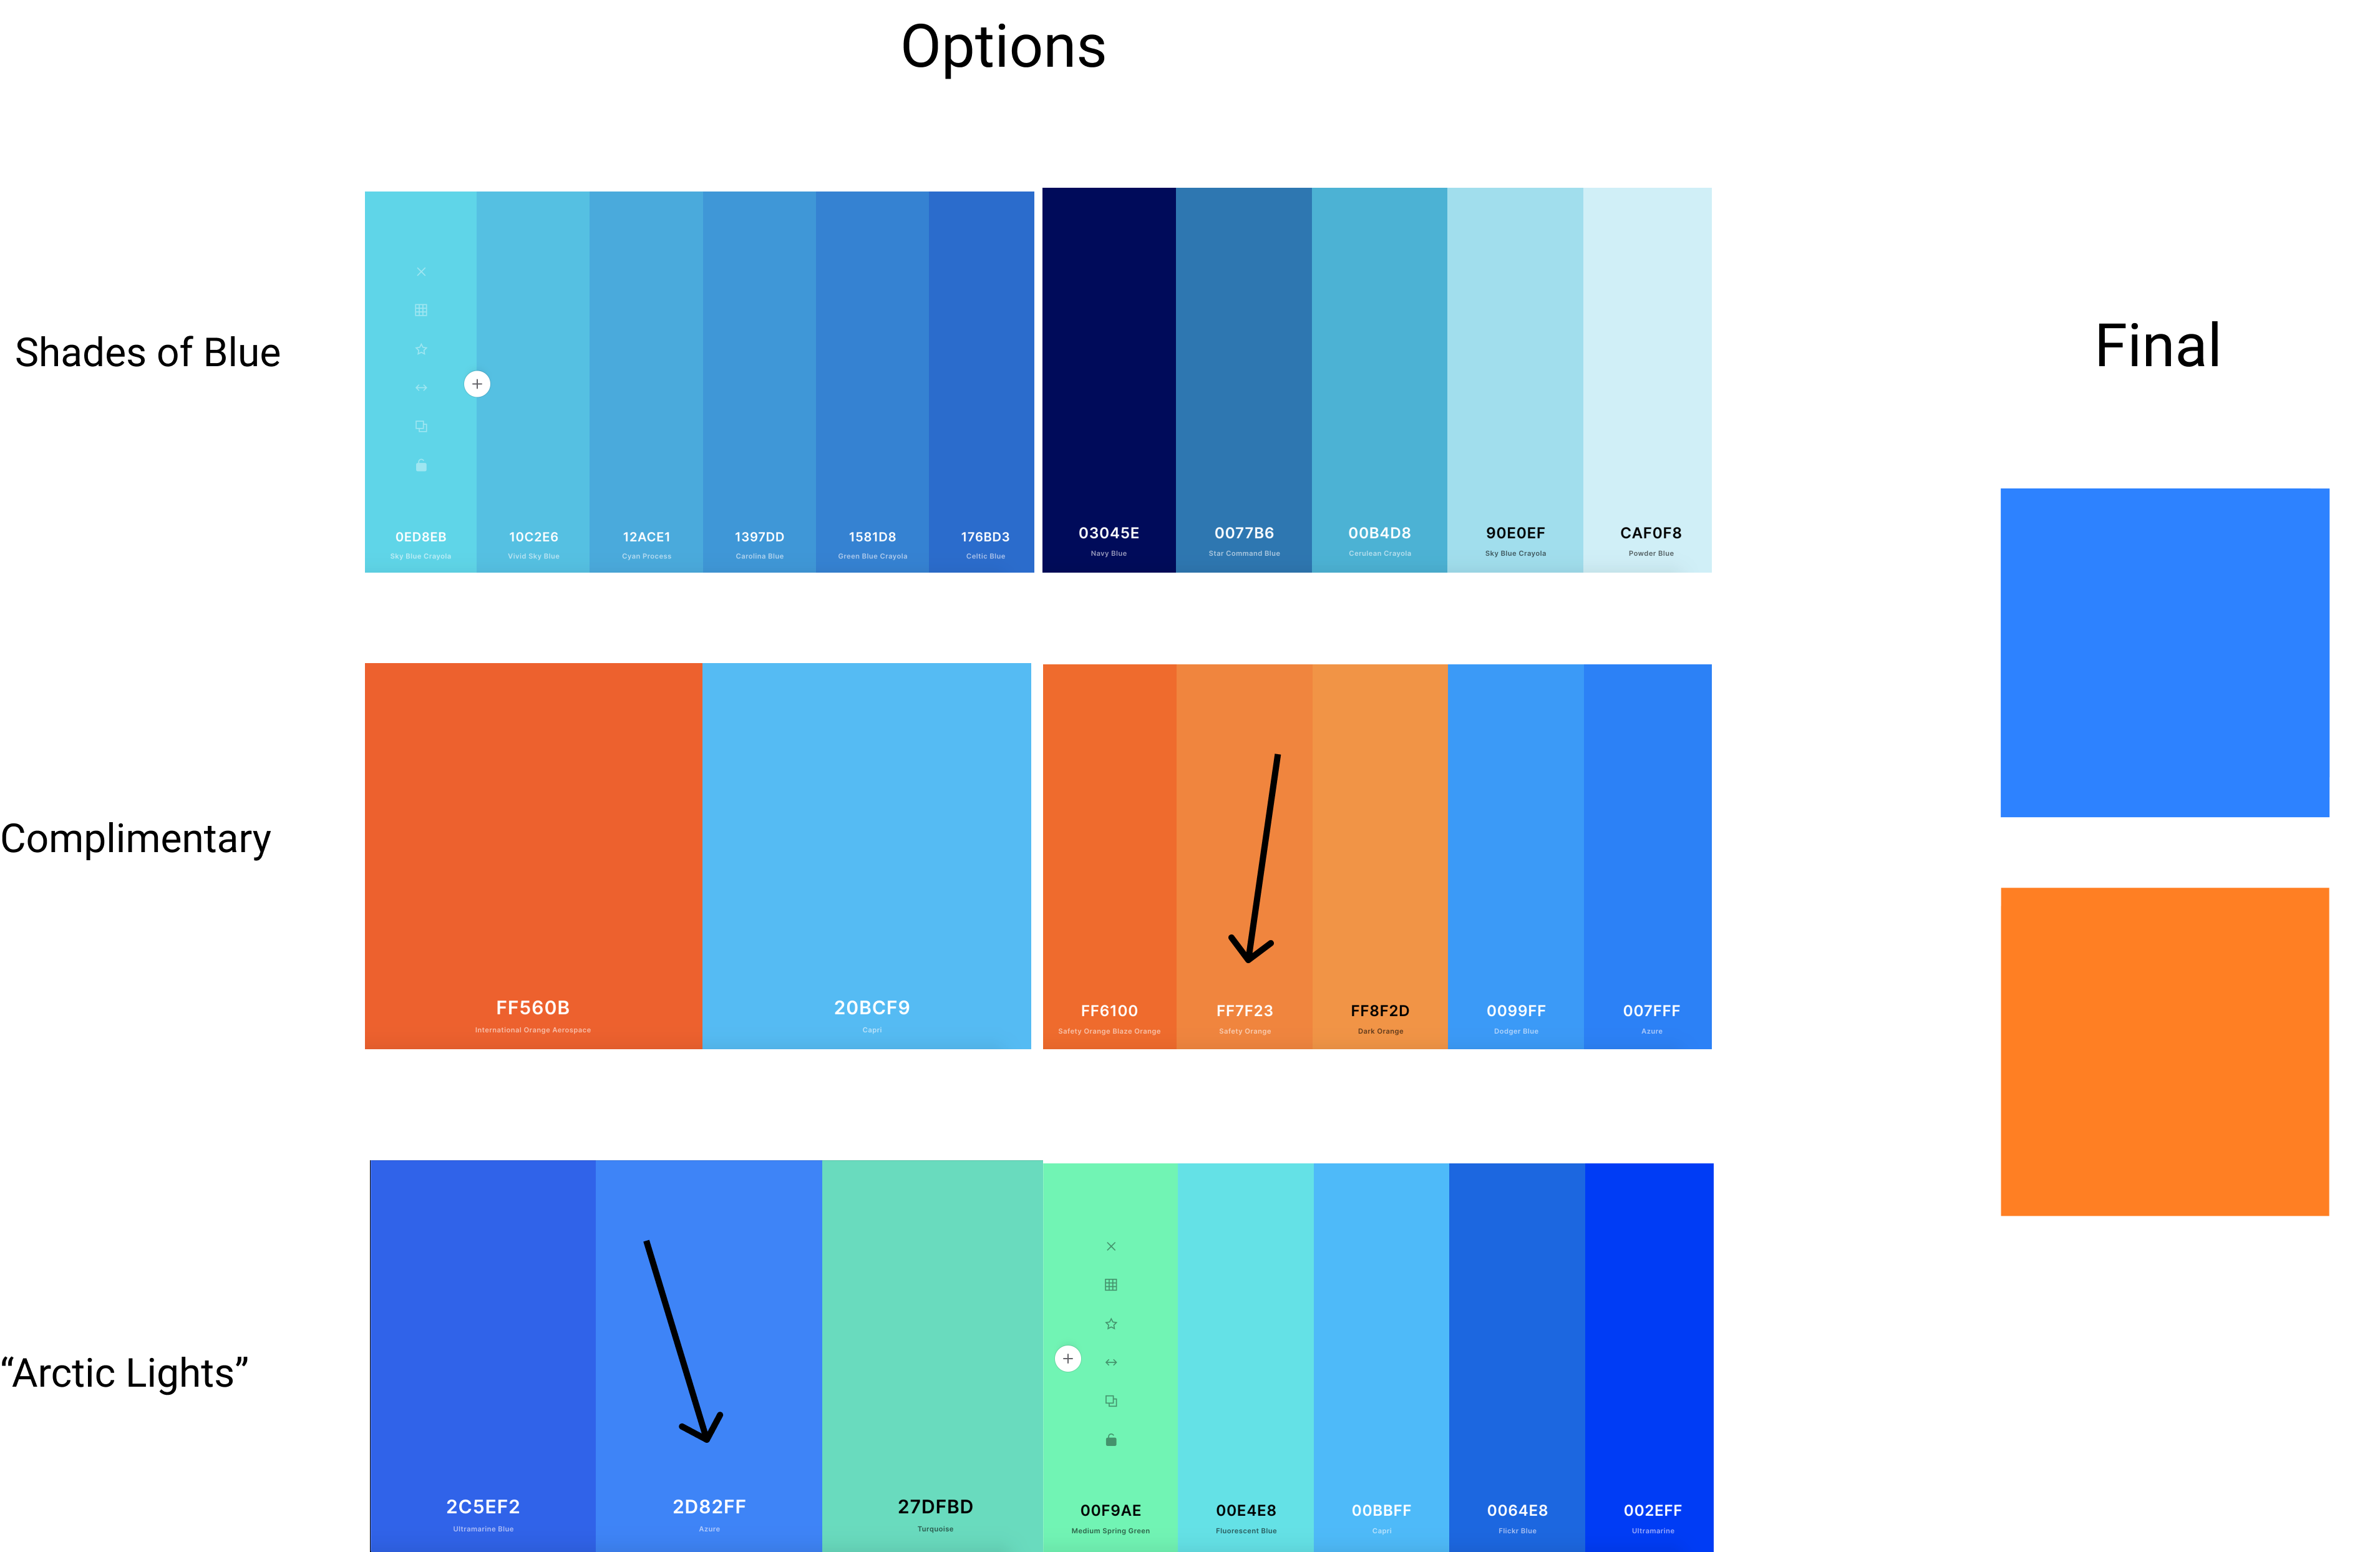 Options
Shades of Blue
0ED8EB
Sky Blue Crayola
10C2E6
Vivid Sky Blue
12ACE1
Cyan Process
1397DD
Carolina Blue
1581D8
Green Blue Crayola
176BD3
Celtic Blue
03045E
Navy Blue
0077B6
Star Command Blue
00B4D8
Cerulean Crayola
90E0EF
Sky Blue Crayola
CAF0F8
Powder Blue
Final
Complimentary
FF560B
International Orange Aerospace
20BCF9
Capri
FF6100
Safety Orange Blaze Orange
FF7F23
Safety Orange
FF8F2D
Dark Orange
0099FF
Dodger Blue
007FFF
Azure
“Arctic Lights”
2C5EF2
Ultramarine Blue
2D82FF
Azure
27DFBD
Turquoise
00F9AE
Medium Spring Green
00E4E8
Fluorescent Blue
00BBFF
Capri
0064E8
Flickr Blue
002EFF
Ultramarine